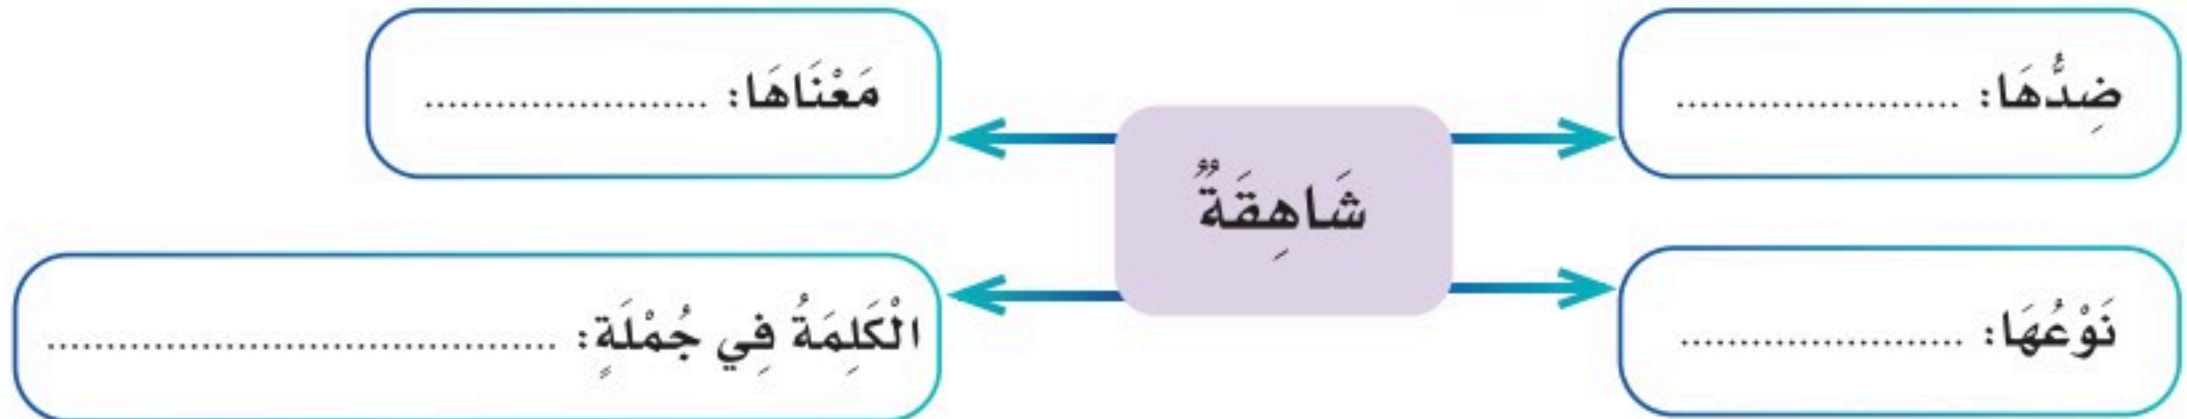 ضِدُّهَا: ........................
مَعْنَاهَا: ........................
شَاهِقَةٌ
نَوْعُهَا: ........................
الْكَلِمَةُ فِي جُمْلَةٍ: ...........................................